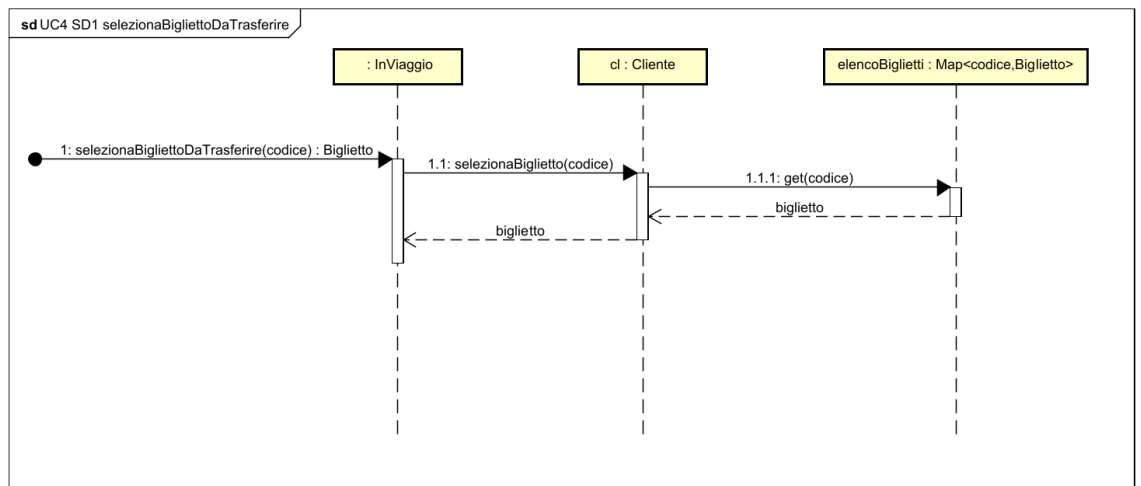 sd UC4 SD1 selezionaBigliettoDaTrasferire
: InViaggio
cl : Cliente
elencoBiglietti : Map<codice,Biglietto>
1: selezionaBigliettoDaTrasferire(codice) : Biglietto
1.1: selezionaBiglietto(codice)
1.1.1: get(codice)
biglietto
biglietto